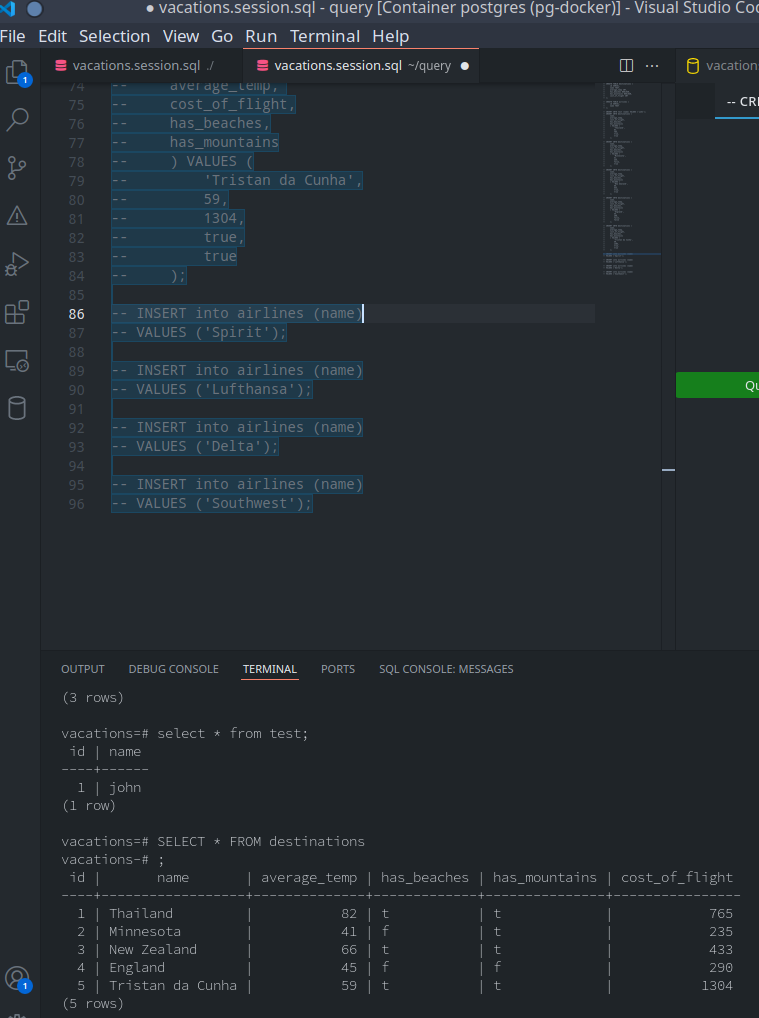 vacations.session.sql - query [Container postgres (pg-docker)] - Visual Studio
File Edit Selection View Go Run Terminal Help
vacations.session.sql ./
vacations.session.sql ~/query
-- average_temp,
75 -- cost_of_flight,
76 -- has_beaches,
77 -- has_mountains
78 -- ) VALUES (
79 -- 'Tristan da Cunha',
80 -- 59,
81 -- 1304,
82 -- true,
83 -- true
84 -- );
85
86 -- INSERT into airlines (name)
87 -- VALUES ('Spirit');
88
89 -- INSERT into airlines (name)
90 -- VALUES ('Lufthansa');
91
92 -- INSERT into airlines (name)
93 -- VALUES ('Delta');
94
95 -- INSERT into airlines (name)
96 -- VALUES ('Southwest');
1
1
OUTPUT DEBUG CONSOLE TERMINAL PORTS SQL CONSOLE: MESSAGES
(3 rows)
vacations=# select * from test;
id | name
----+------
1 | john
(1 row)
vacations=# SELECT * FROM destinations
vacations-# ;
id | name | average_temp | has_beaches | has_mountains | cost_of_flight
----+------------------+--------------+-------------+---------------+----------------
1 | Thailand | 82 | t | t | 765
2 | Minnesota | 41 | f | t | 235
3 | New Zealand | 66 | t | t | 433
4 | England | 45 | f | f | 290
5 | Tristan da Cunha | 59 | t | t | 1304
(5 rows)